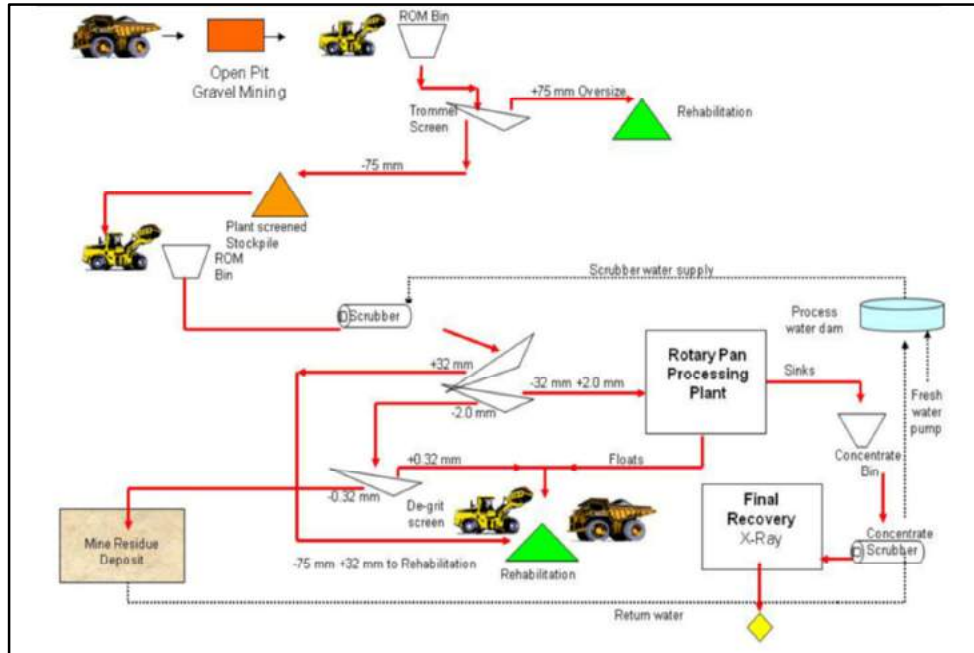 ROM Bin
Open Pit
Gravel Mining
Trommel
Screen
+75 mm Oversize
Rehabilitation
-75 mm
Plant screened
Stockpile
ROM
Bin
Scrubber water supply
Scrubber
Process
water dam
+32 mm
-32 mm +2.0 mm
Rotary Pan
Processing
Plant
Sinks
Fresh
water
pump
-2.0 mm
Concentrate
Bin
+0.32 mm
Floats
-0.32 mm
De-grit
screen
Final
Recovery
X-Ray
Concentrate
Scrubber
Mine Residue
Deposit
-75 mm +32 mm to Rehabilitation
Rehabilitation
Return water